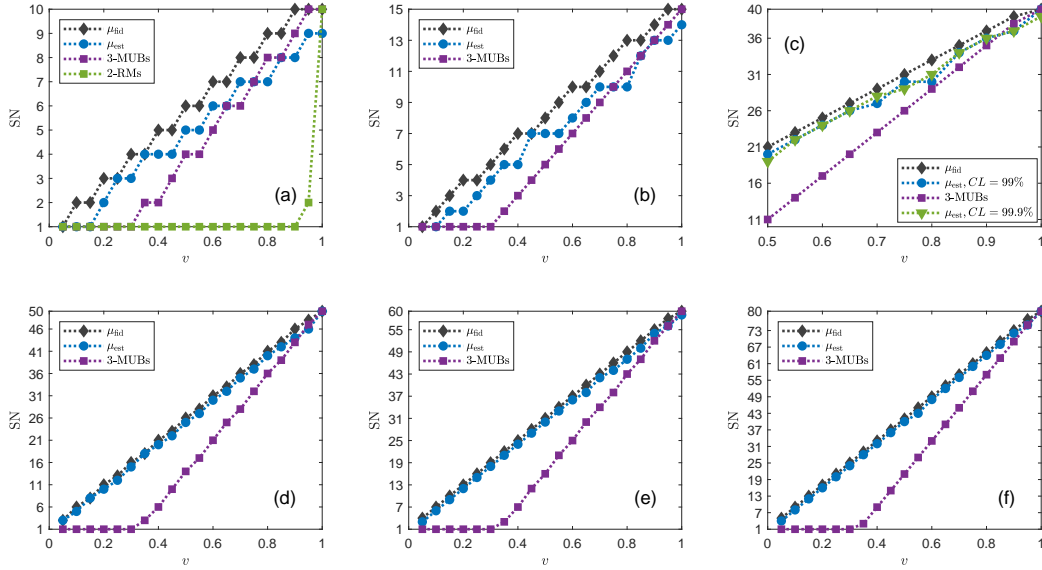 10
9
8
7
6
5
4
3
2
1
SN
μfid
μest
3-MUBs
2-RMs
(a)
0 0.2 0.4 0.6 0.8 1
v
15
13
11
9
7
5
3
1
SN
μfid
μest
3-MUBs
(b)
0 0.2 0.4 0.6 0.8 1
v
40
36
31
26
21
16
11
SN
(c)
μfid
μest, CL = 99%
3-MUBs
μest, CL = 99.9%
0.5 0.6 0.7 0.8 0.9 1
v
50
46
41
36
31
26
21
16
11
6
1
SN
μfid
μest
3-MUBs
(d)
0 0.2 0.4 0.6 0.8 1
v
60
55
49
43
37
31
25
19
13
7
1
SN
μfid
μest
3-MUBs
(e)
0 0.2 0.4 0.6 0.8 1
v
80
73
67
61
55
49
43
37
31
25
19
13
7
1
SN
μfid
μest
3-MUBs
(f)
0 0.2 0.4 0.6 0.8 1
v